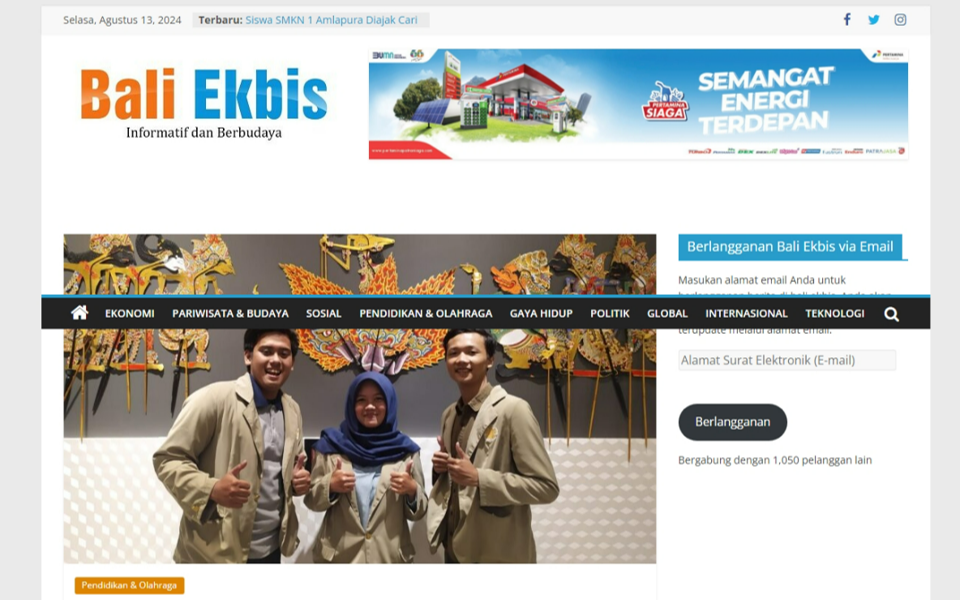 Selasa, Agustus 13, 2024
Terbaru: Siswa SMKN 1 Amlapura Diajak Cari
Bali Ekbis
Informatif dan Berbudaya
BUMN
PERTAMINA
PERTAMINA
SIAGA
SEMANGAT
ENERGI
TERDEPAN
Berlangganan Bali Ekbis via Email
Masukan alamat email Anda untuk
EKONOMI PARIWISATA & BUDAYA SOSIAL PENDIDIKAN & OLAHRAGA GAYA HIDUP POLITIK GLOBAL INTERNASIONAL TEKNOLOGI
terupdate melalui alamat email.
Alamat Surat Elektronik (E-mail)
Berlangganan
Bergabung dengan 1,050 pelanggan lain
Pendidikan & Olahraga